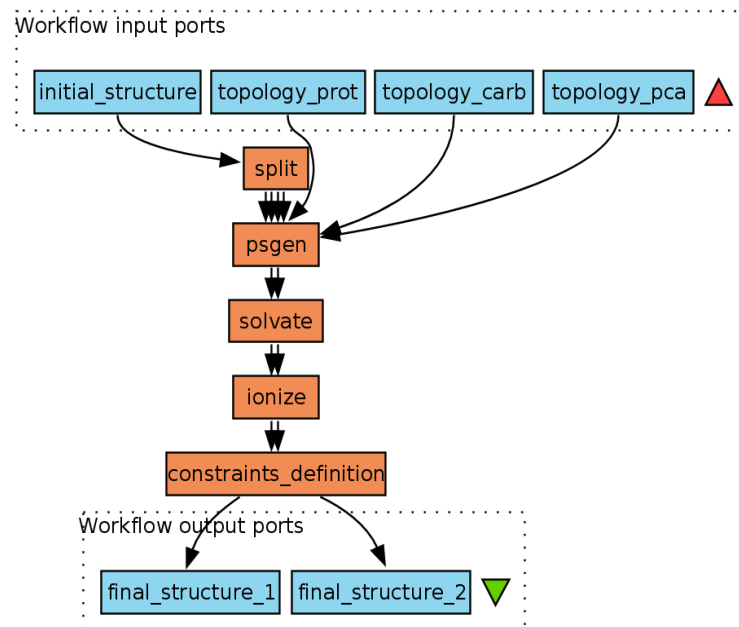 Workflow input ports
initial_structure topology_prot topology_carb topology_pca
split
psgen
solvate
ionize
constraints_definition
Workflow output ports
final_structure_1 final_structure_2